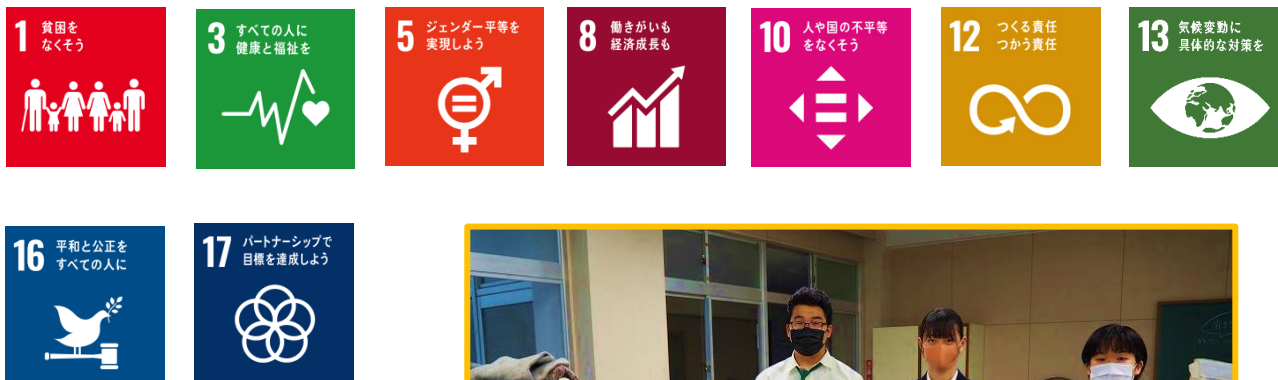 1 貧困を
なくそう
3 すべての人に
健康と福祉を
5 ジェンダー平等を
実現しよう
8 働きがいも
経済成長も
10 人や国の不平等
をなくそう
12 つくる責任
つかう責任
13 気候変動に
具体的な対策を
16 平和と公正を
すべての人に
17 パートナーシップで
目標を達成しよう